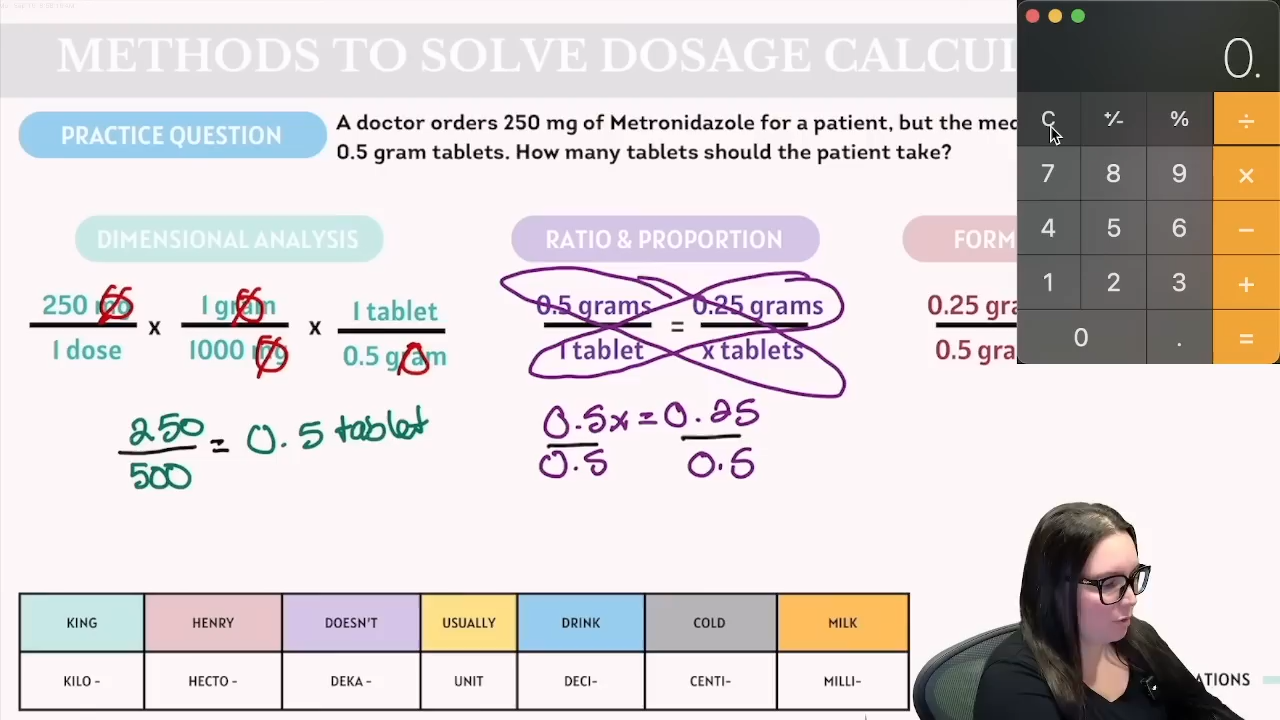 METHODS TO SOLVE DOSAGE CALCU
PRACTICE QUESTION
A doctor orders 250 mg of Metronidazole for a patient, but the med
0.5 gram tablets. How many tablets should the patient take?
DIMENSIONAL ANALYSIS
250 mg
1 dose
x
1 gram
1000 mg
x
1 tablet
0.5 gram
250
500
= 0.5 tablet
RATIO & PROPORTION
0.5 grams
1 tablet
=
0.25 grams
x tablets
0.5x = 0.25
0.5 0.5
FORM
0.25 gra
0.5 gra
0.
C +/- % ÷
7 8 9 ×
4 5 6 −
1 2 3 +
0 . =
KING HENRY DOESN'T USUALLY DRINK COLD MILK
KILO - HECTO - DEKA - UNIT DECI- CENTI- MILLI-
ATIONS